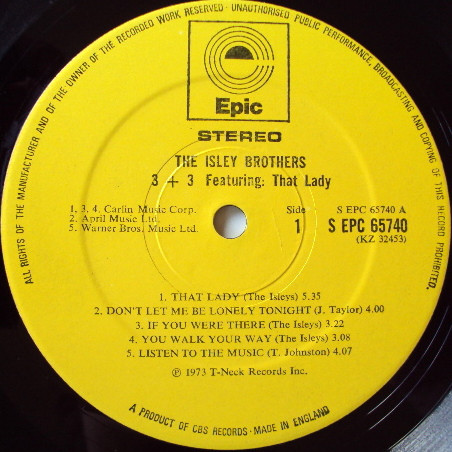 ALL RIGHTS OF THE MANUFACTURER AND OF THE OWNER OF THE RECORDED WORK RESERVED · UNAUTHORISED PUBLIC PERFORMANCE, BROADCASTING AND COPYING OF THIS RECORD PROHIBITED.
Epic
STEREO
THE ISLEY BROTHERS
3 + 3 Featuring: That Lady
1, 3, 4. Carlin Music Corp.
2. April Music Ltd.
5. Warner Bros. Music Ltd.
Side
1
S EPC 65740 A
S EPC 65740
(KZ 32453)
1. THAT LADY (The Isleys) 5.35
2. DON'T LET ME BE LONELY TONIGHT (J. Taylor) 4.00
3. IF YOU WERE THERE (The Isleys) 3.22
4. YOU WALK YOUR WAY (The Isleys) 3.08
5. LISTEN TO THE MUSIC (T. Johnston) 4.07
℗ 1973 T-Neck Records Inc.
A PRODUCT OF CBS RECORDS · MADE IN ENGLAND